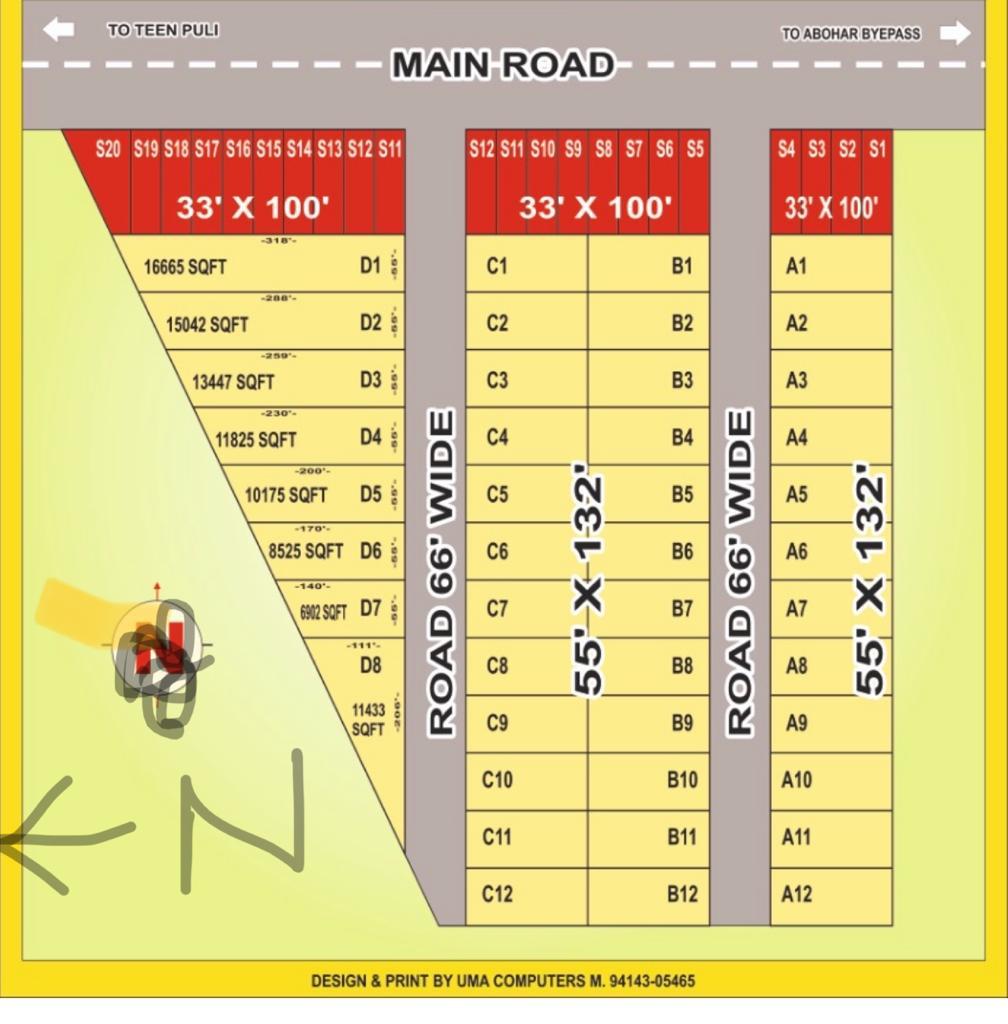 TO TEEN PULI
TO ABOHAR BYEPASS
MAIN ROAD
S20 S19 S18 S17 S16 S15 S14 S13 S12 S11
33' X 100'
S12 S11 S10 S9 S8 S7 S6 S5
33' X 100'
S4 S3 S2 S1
33' X 100'
-318'-
16665 SQFT D1 -55'-
-288'-
15042 SQFT D2 -55'-
-259'-
13447 SQFT D3 -55'-
-230'-
11825 SQFT D4 -55'-
-200'-
10175 SQFT D5 -55'-
-170'-
8525 SQFT D6 -55'-
-140'-
6902 SQFT D7 -55'-
-111'-
D8
11433
SQFT
-206'-
ROAD 66' WIDE
C1 B1
C2 B2
C3 B3
C4 B4
C5 B5
C6 B6
C7 B7
C8 B8
C9 B9
C10 B10
C11 B11
C12 B12
55' X 132'
ROAD 66' WIDE
A1
A2
A3
A4
A5
A6
A7
A8
A9
A10
A11
A12
55' X 132'
N
N
DESIGN & PRINT BY UMA COMPUTERS M. 94143-05465